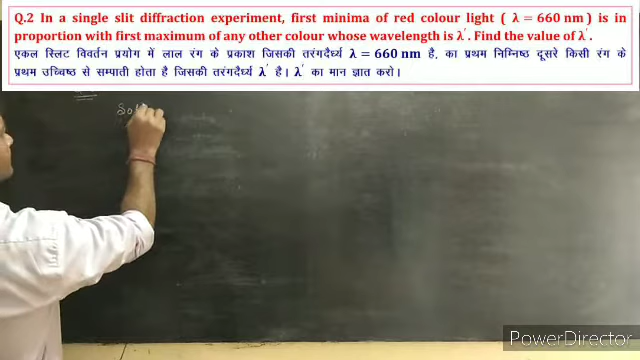 Q.2 In a single slit diffraction experiment, first minima of red colour light ( λ = 660 nm ) is in
proportion with first maximum of any other colour whose wavelength is λ′. Find the value of λ′.
एकल स्लिट विवर्तन प्रयोग में लाल रंग के प्रकाश जिसकी तरंगदैर्ध्य λ = 660 nm है, का प्रथम निम्निष्ठ दूसरे किसी रंग के
प्रथम उच्चिष्ठ से सम्पाती होता है जिसकी तरंगदैर्ध्य λ′ है। λ′ का मान ज्ञात करो।
PowerDirector